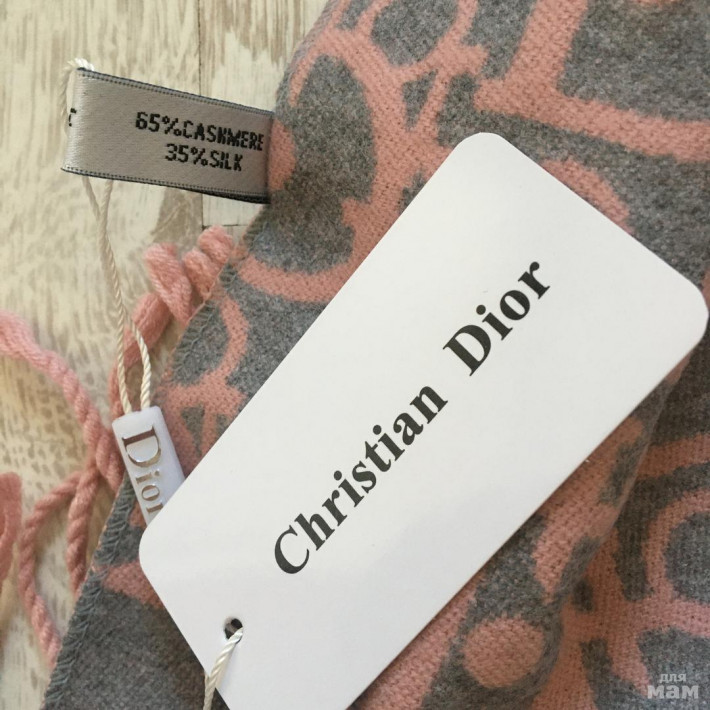 65%CASHMERE
35%SILK
Christian Dior
Dior
для
мам